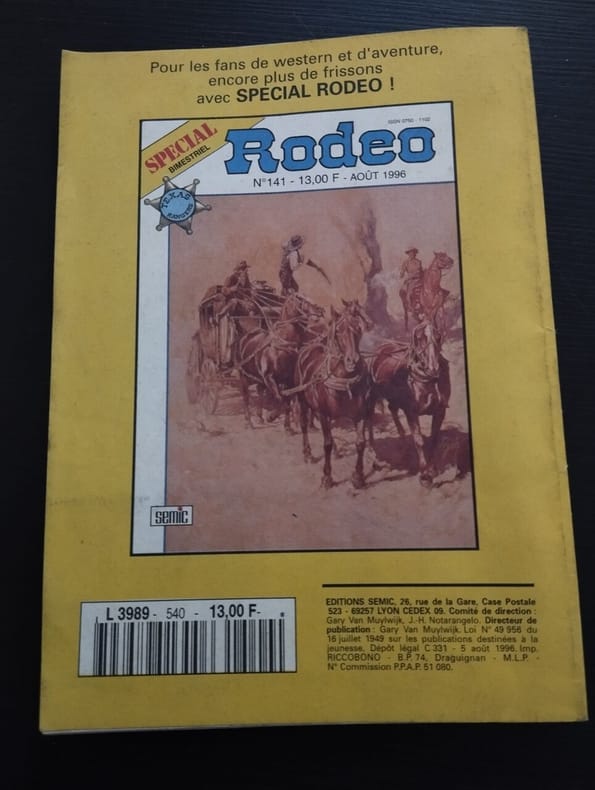 Pour les fans de western et d'aventure,
encore plus de frissons
avec SPECIAL RODEO !
ISSN 0750 - 1102
SPECIAL
BIMESTRIEL
Rodeo
N°141 - 13,00 F - AOÛT 1996
TEXAS
RANGERS
semic
L 3989 - 540 - 13,00 F-
EDITIONS SEMIC, 26, rue de la Gare, Case Postale
523 - 69257 LYON CEDEX 09. Comité de direction :
Gary Van Muylwijk, J.-H. Notarangelo. Directeur de
publication : Gary Van Muylwijk. Loi N° 49 956 du
16 juillet 1949 sur les publications destinées à la
jeunesse. Dépôt légal C 331 - 5 août 1996. Imp.
RICCOBONO - B.P. 74, Draguignan - M.L.P. -
N° Commission P.P.A.P. 51 080.